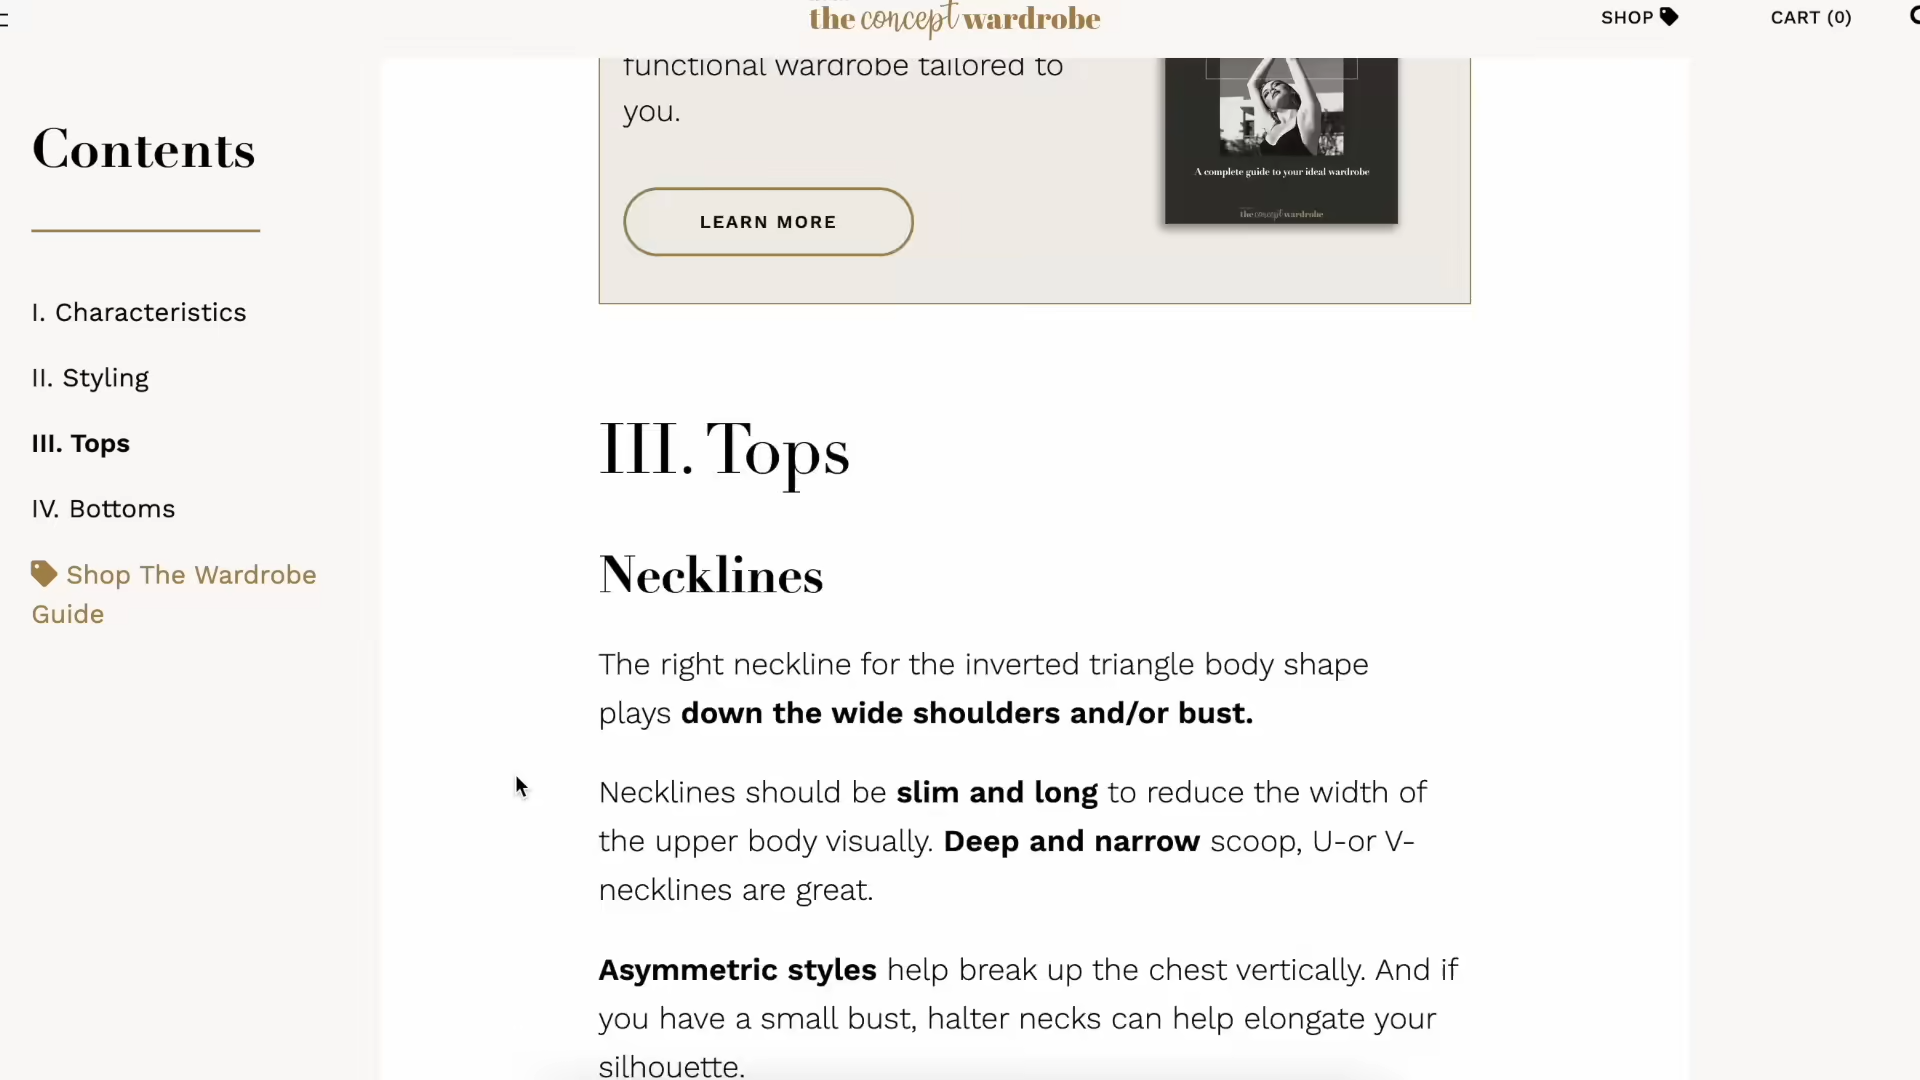 the concept wardrobe
SHOP
CART (0)
Contents
I. Characteristics
II. Styling
III. Tops
IV. Bottoms
Shop The Wardrobe
Guide
functional wardrobe tailored to
you.
LEARN MORE
A complete guide to your ideal wardrobe
the concept wardrobe
III. Tops
Necklines
The right neckline for the inverted triangle body shape
plays down the wide shoulders and/or bust.
Necklines should be slim and long to reduce the width of
the upper body visually. Deep and narrow scoop, U-or V-
necklines are great.
Asymmetric styles help break up the chest vertically. And if
you have a small bust, halter necks can help elongate your
silhouette.